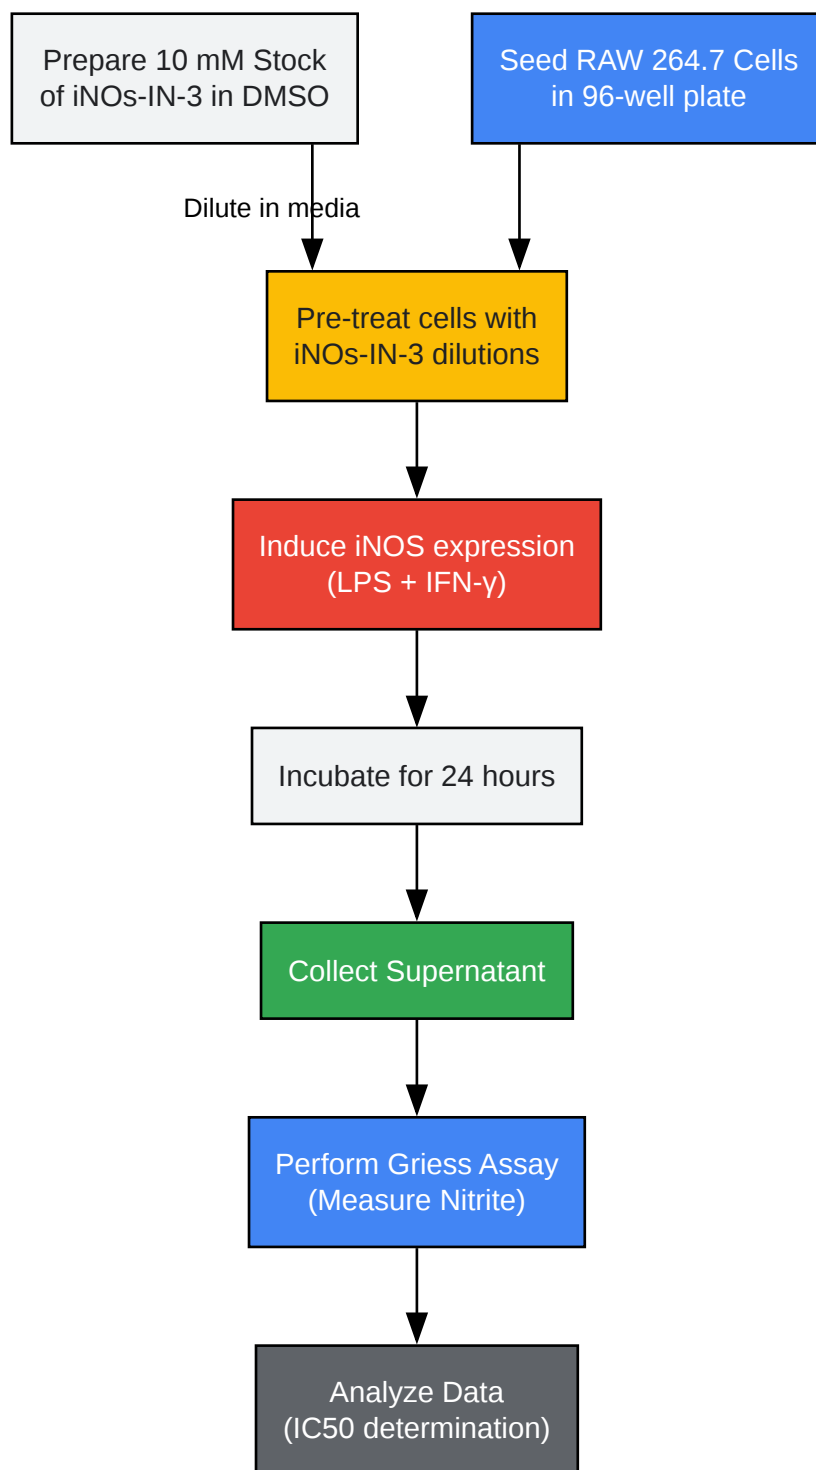 Prepare 10 mM Stock
of iNOs-IN-3 in DMSO
Seed RAW 264.7 Cells
in 96-well plate
Dilute in media
Pre-treat cells with
iNOs-IN-3 dilutions
Induce iNOS expression
(LPS + IFN-γ)
Incubate for 24 hours
Collect Supernatant
Perform Griess Assay
(Measure Nitrite)
Analyze Data
(IC50 determination)